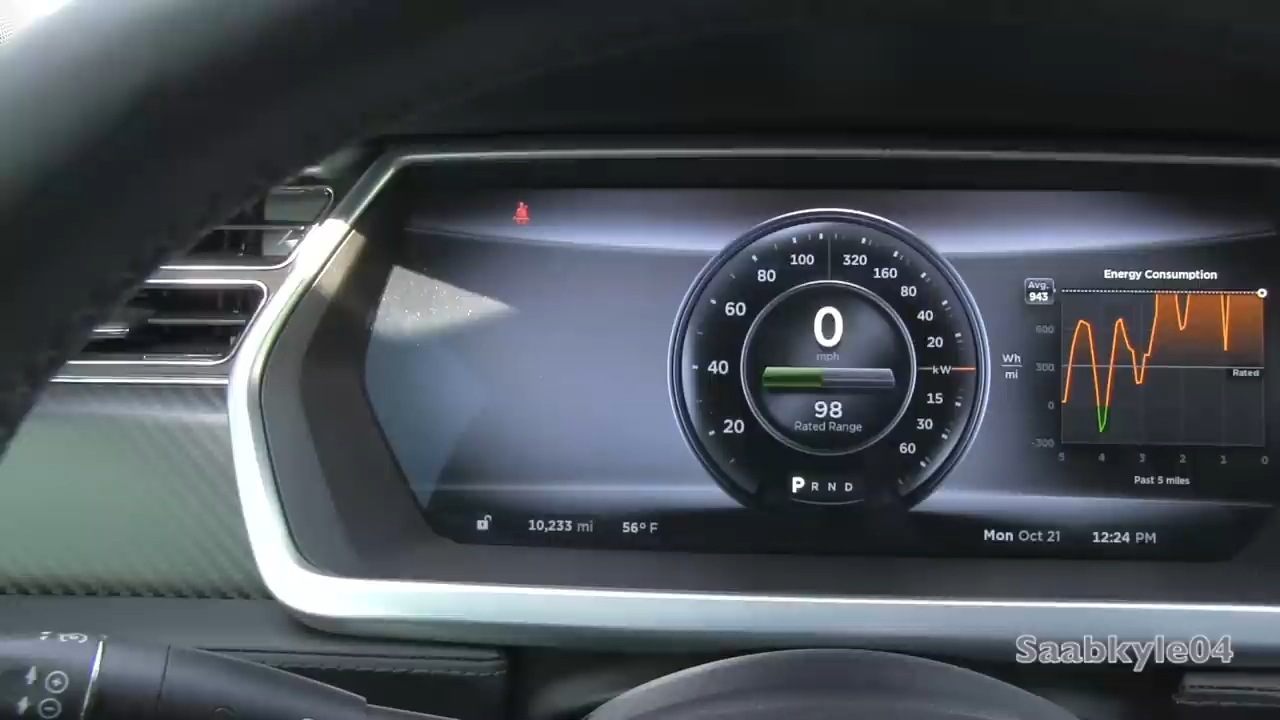 100
320
80
160
60
80
40
40
20
20
kW
15
30
60
0
mph
98
Rated Range
P R N D
Energy Consumption
Avg.
943
600
300
0
-300
Wh
mi
Rated
5 4 3 2 1 0
Past 5 miles
10,233 mi
56° F
Mon Oct 21
12:24 PM
Saabkyle04